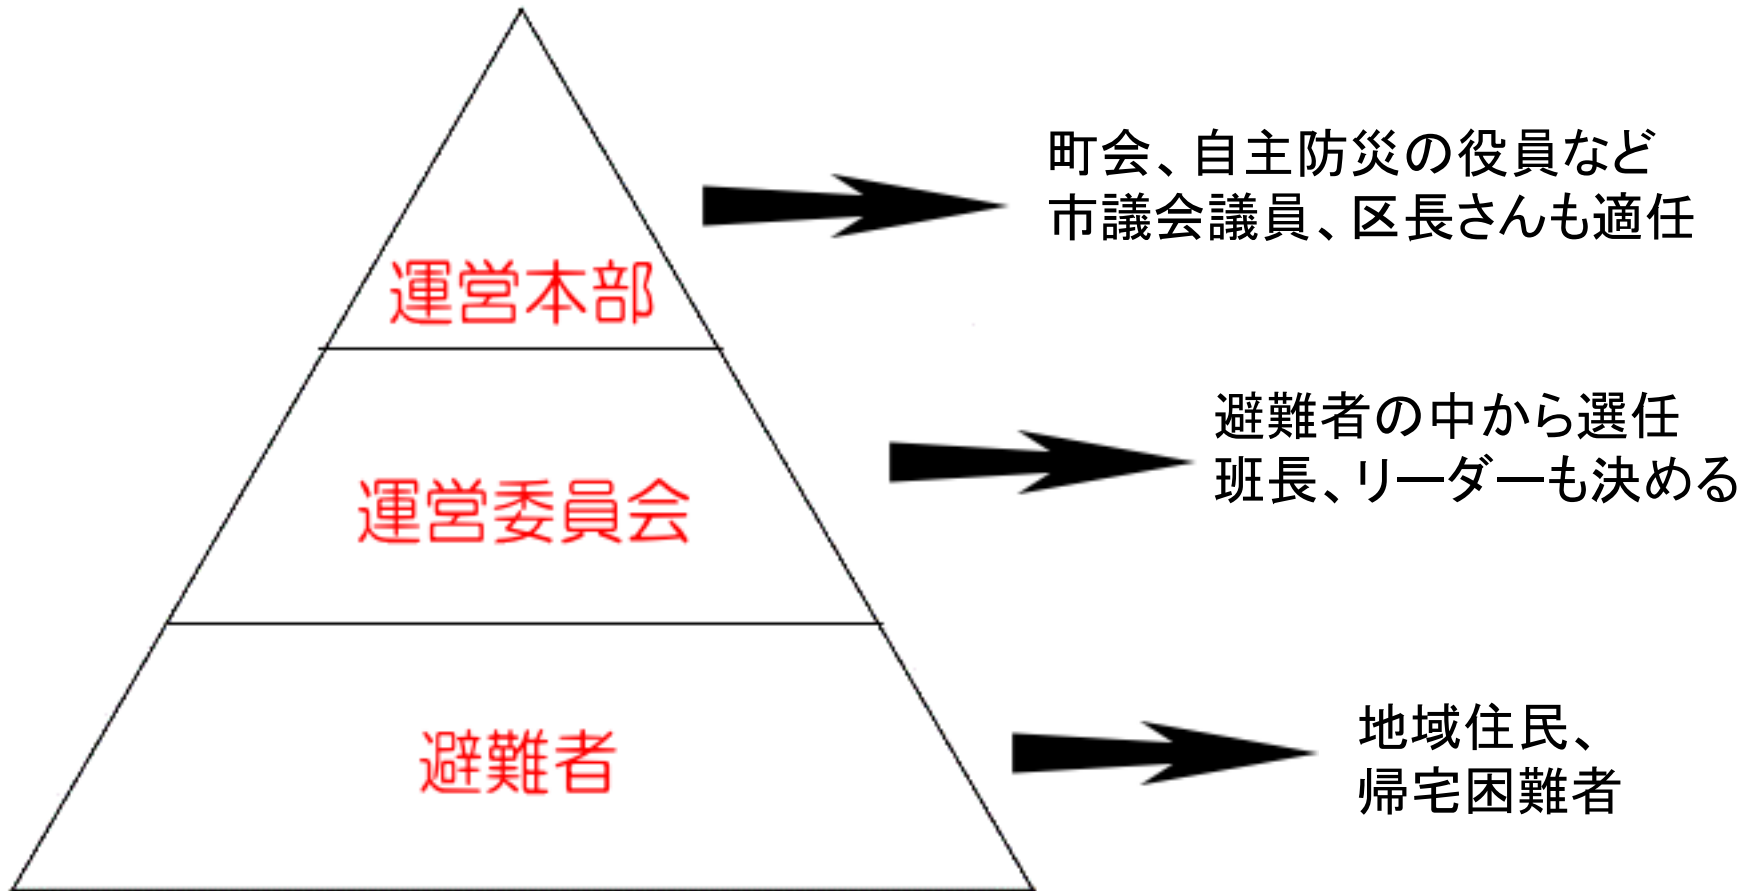 町会、自主防災の役員など
市議会議員、区長さんも適任
運営本部
避難者の中から選任
班長、リーダーも決める
運営委員会
地域住民、
帰宅困難者
避難者